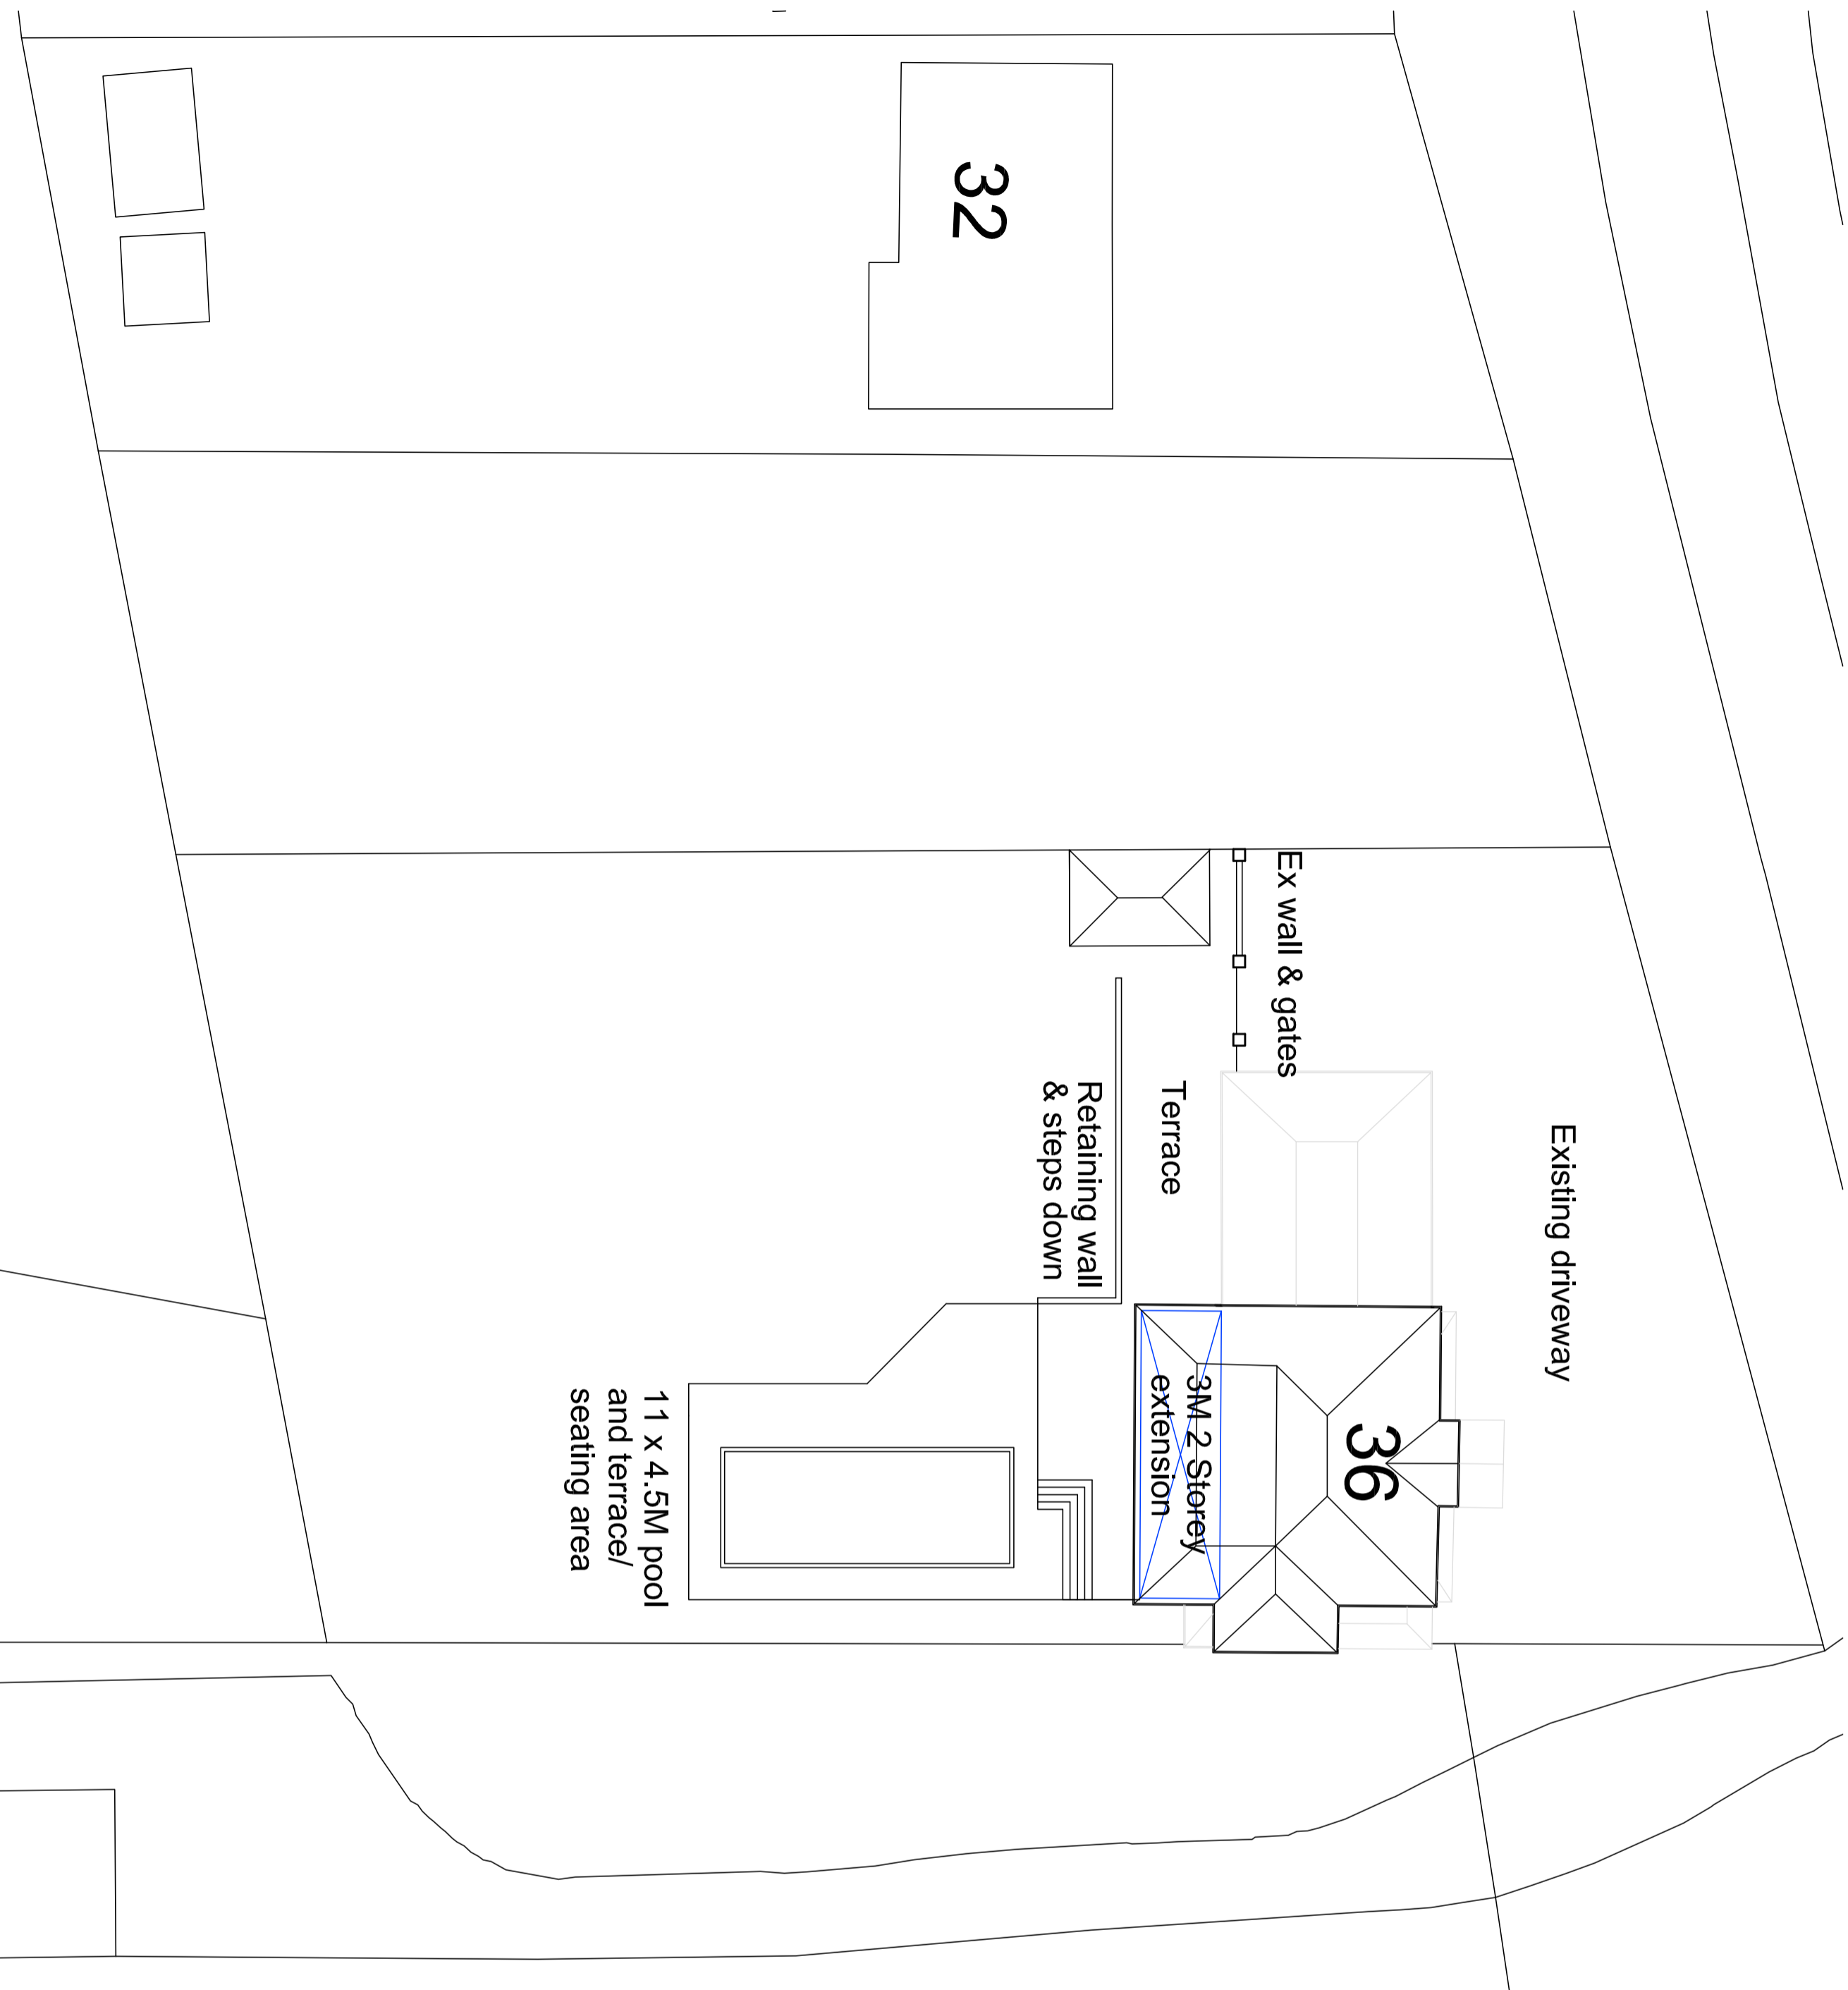 32
Ex wall & gates
Existing driveway
Terrace
Retaining wall
& steps down
36
3M 2 Storey
extension
11 x 4.5M pool
and terrace/
seating area